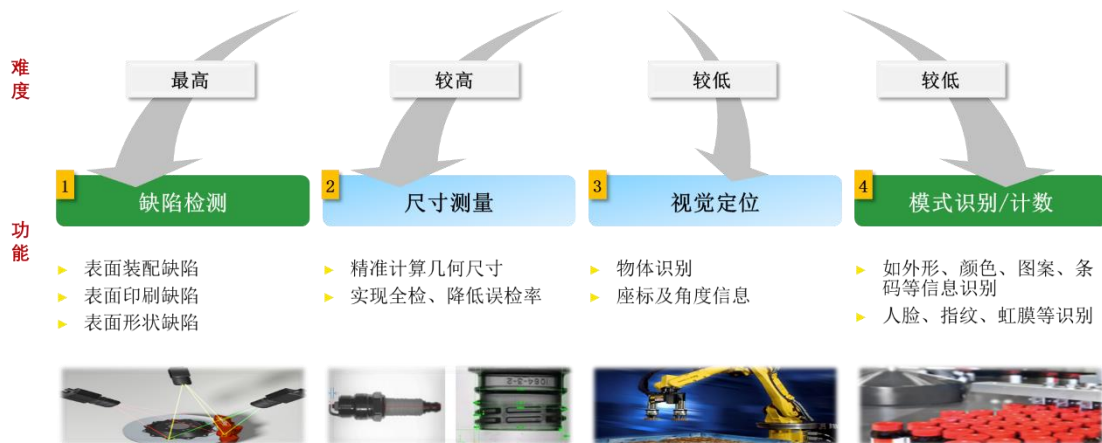 难度
最高
较高
较低
较低
功能
1
缺陷检测
2
尺寸测量
3
视觉定位
4
模式识别/计数
表面装配缺陷
表面印刷缺陷
表面形状缺陷
精准计算几何尺寸
实现全检、降低误检率
物体识别
座标及角度信息
如外形、颜色、图案、条
码等信息识别
人脸、指纹、虹膜等识别